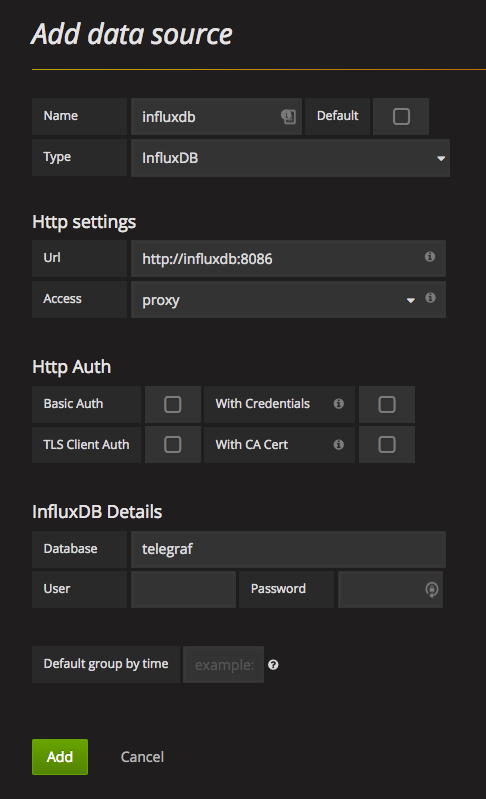 Add data source
Name influxdb Default
Type InfluxDB
Http settings
Url http://influxdb:8086
Access proxy
Http Auth
Basic Auth With Credentials
TLS Client Auth With CA Cert
InfluxDB Details
Database telegraf
User Password
Default group by time example:
Add Cancel